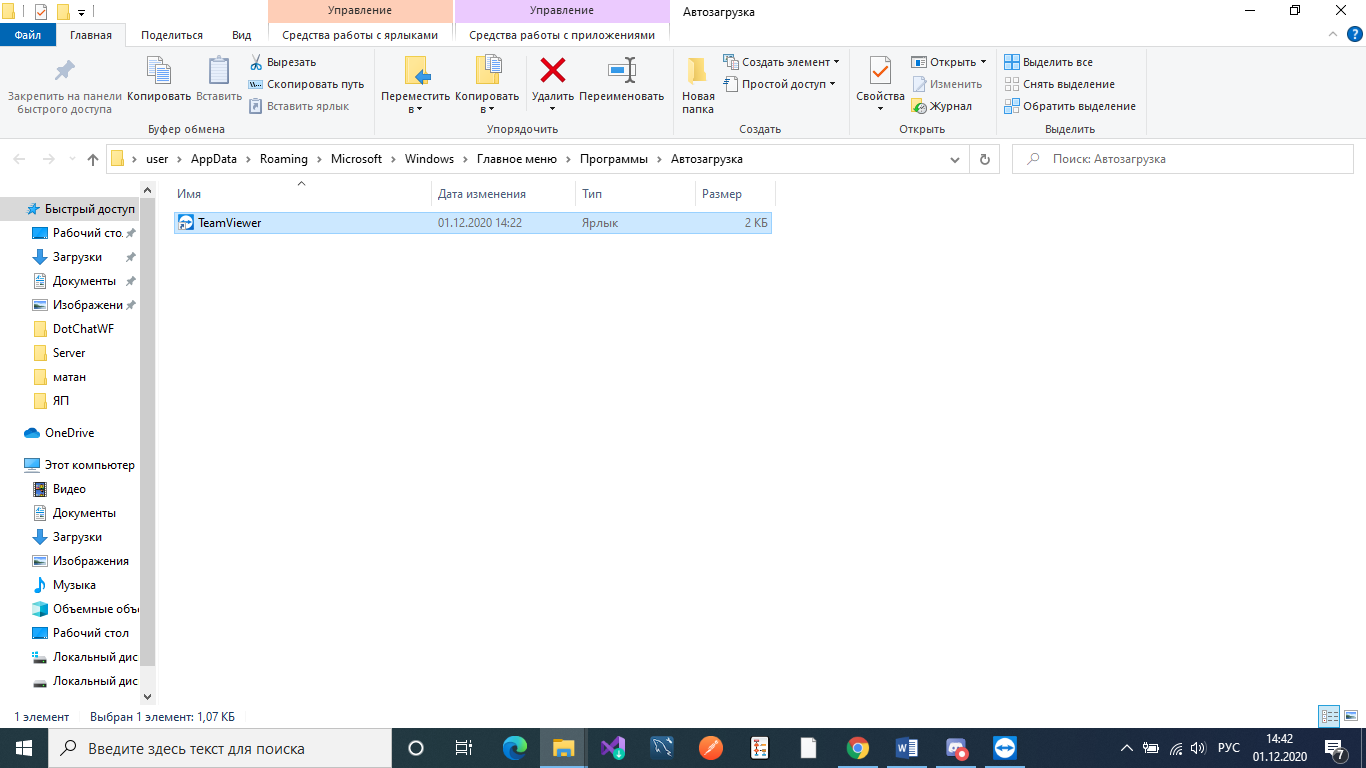 Управление
Управление
Автозагрузка
Файл
Главная
Поделиться
Вид
Средства работы с ярлыками
Средства работы с приложениями
Закрепить на панели
быстрого доступа
Копировать
Вставить
Вырезать
Скопировать путь
Вставить ярлык
Буфер обмена
Переместить
в
Копировать
в
Удалить
Переименовать
Упорядочить
Новая
папка
Создать элемент
Простой доступ
Создать
Свойства
Открыть
Изменить
Журнал
Открыть
Выделить все
Снять выделение
Обратить выделение
Выделить
user › AppData › Roaming › Microsoft › Windows › Главное меню › Программы › Автозагрузка
Поиск: Автозагрузка
Имя
Дата изменения
Тип
Размер
TeamViewer
01.12.2020 14:22
Ярлык
2 КБ
Быстрый доступ
Рабочий сто.
Загрузки
Документы
Изображени
DotChatWF
Server
матан
ЯП
OneDrive
Этот компьютер
Видео
Документы
Загрузки
Изображения
Музыка
Объемные объ
Рабочий стол
Локальный дис
Локальный дис
1 элемент
Выбран 1 элемент: 1,07 КБ
Введите здесь текст для поиска
W
РУС
14:42
01.12.2020
7